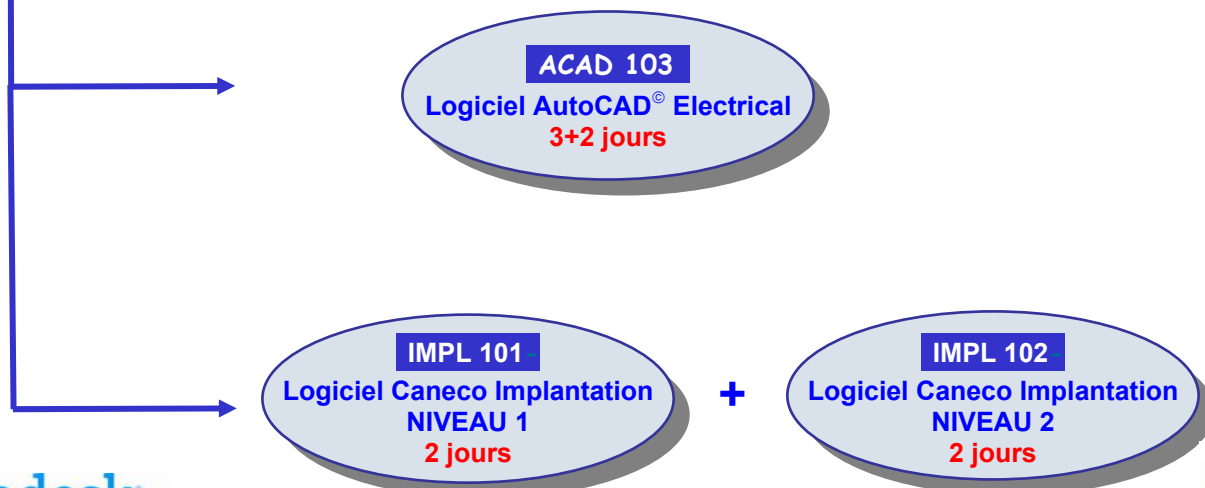 ACAD 103
Logiciel AutoCAD© Electrical
3+2 jours
IMPL 101-
Logiciel Caneco Implantation
NIVEAU 1
2 jours
+
IMPL 102-
Logiciel Caneco Implantation
NIVEAU 2
2 jours